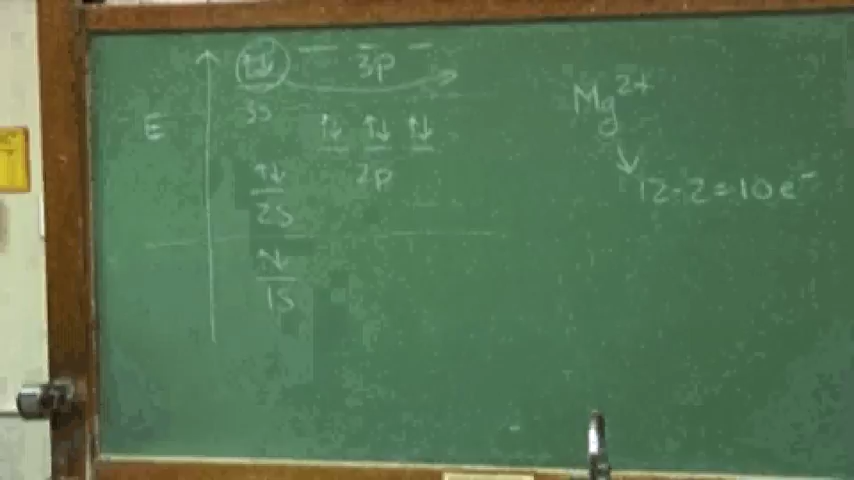 ↑↓ _ _ _
3p
3s
E
↑↓ ↑↓ ↑↓
2p
↑↓
2s
↑↓
1s
Mg²⁺
↓
12-2=10e⁻